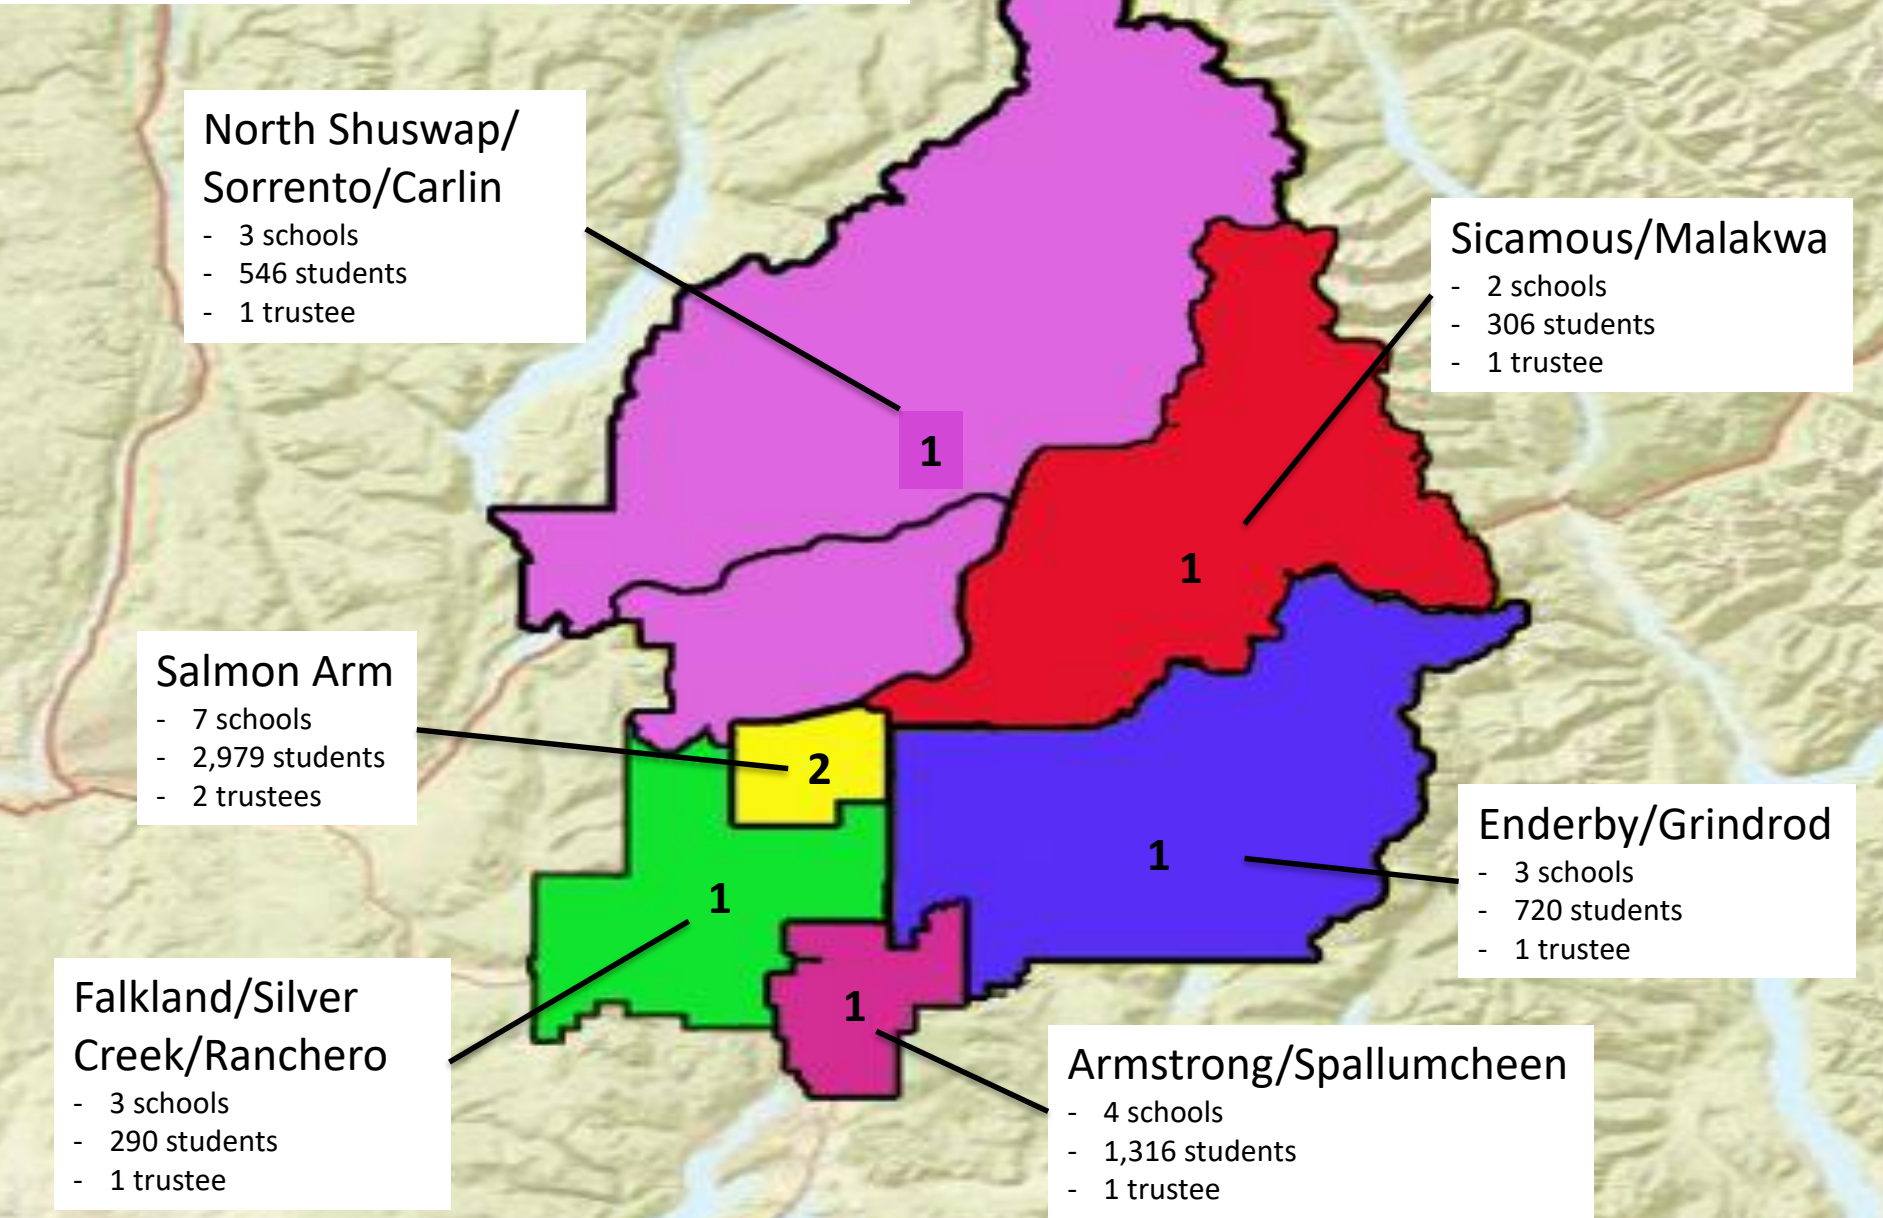 North Shuswap/
Sorrento/Carlin
- 3 schools
- 546 students
- 1 trustee
Sicamous/Malakwa
- 2 schools
- 306 students
- 1 trustee
1
1
Salmon Arm
- 7 schools
- 2,979 students
- 2 trustees
2
1
1
Enderby/Grindrod
- 3 schools
- 720 students
- 1 trustee
Falkland/Silver
Creek/Ranchero
- 3 schools
- 290 students
- 1 trustee
1
Armstrong/Spallumcheen
- 4 schools
- 1,316 students
- 1 trustee